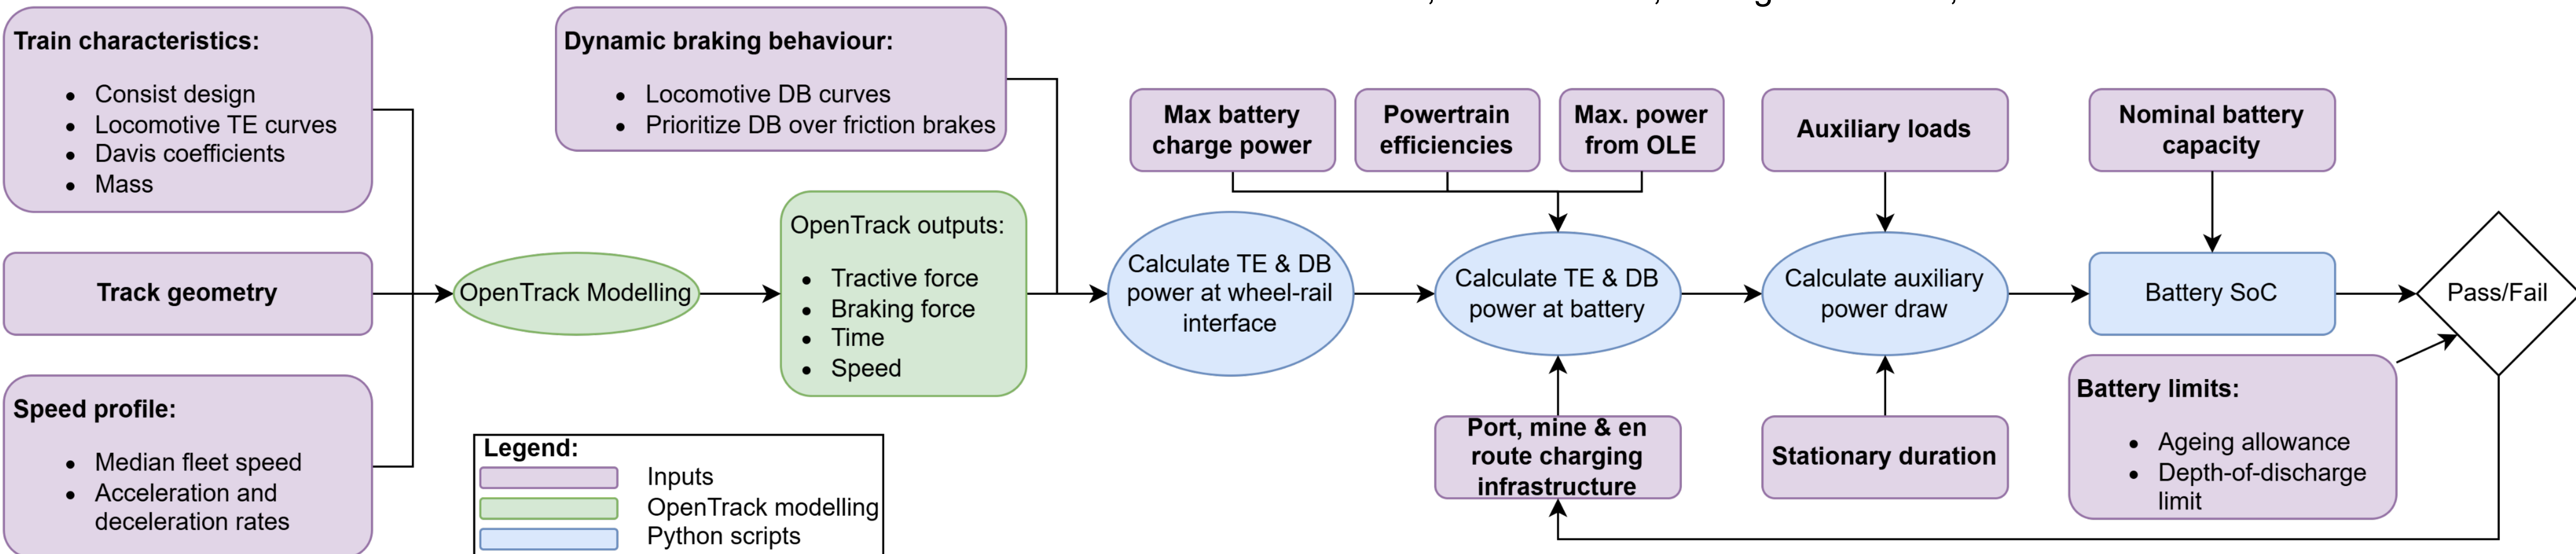 Train characteristics:
• Consist design
• Locomotive TE curves
• Davis coefficients
• Mass
Track geometry
Speed profile:
• Median fleet speed
• Acceleration and
deceleration rates
Dynamic braking behaviour:
• Locomotive DB curves
• Prioritize DB over friction brakes
OpenTrack Modelling
OpenTrack outputs:
• Tractive force
• Braking force
• Time
• Speed
Legend:
Inputs
OpenTrack modelling
Python scripts
Calculate TE & DB
power at wheel-rail
interface
Max battery
charge power
Powertrain
efficiencies
Max. power
from OLE
Calculate TE & DB
power at battery
Port, mine & en
route charging
infrastructure
Auxiliary loads
Calculate auxiliary
power draw
Stationary duration
Nominal battery
capacity
Battery SoC
Battery limits:
• Ageing allowance
• Depth-of-discharge
limit
Pass/Fail